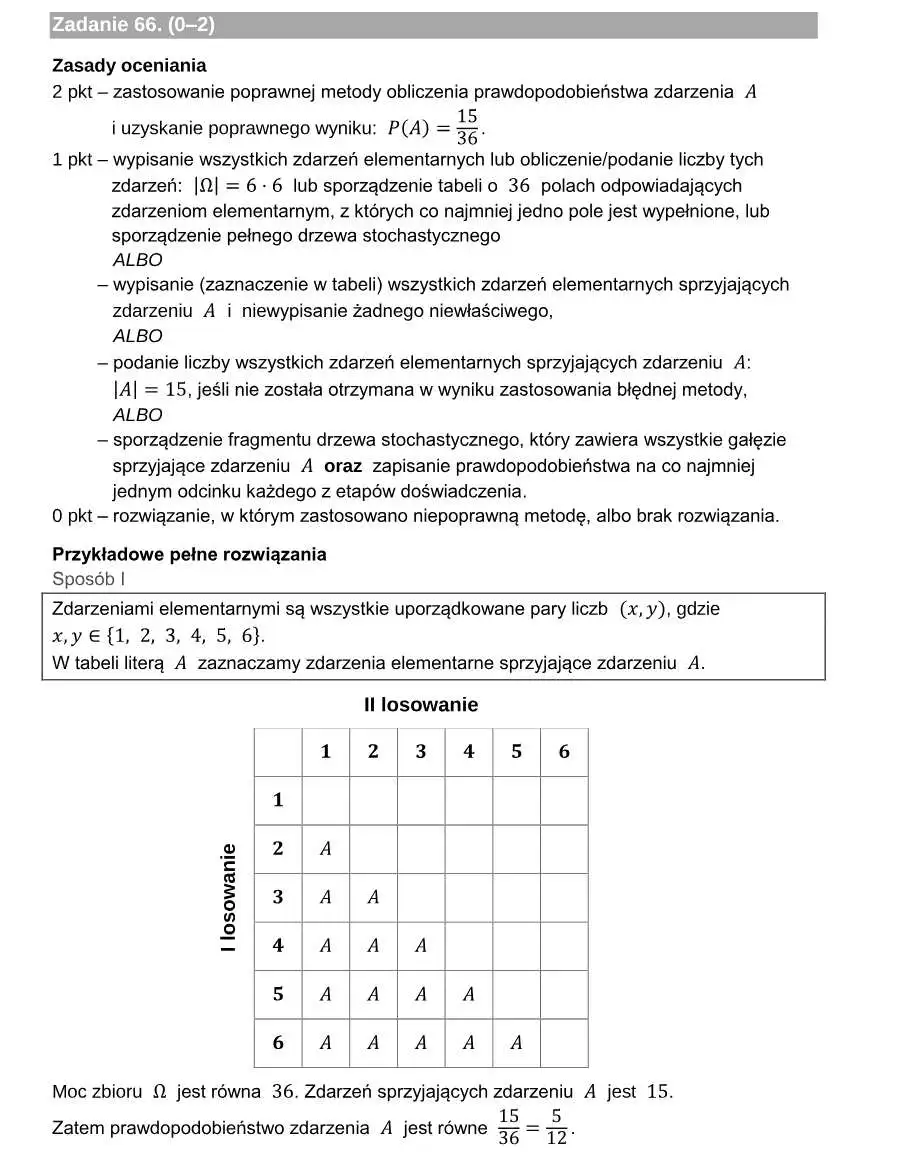 Zadanie 66. (0–2)
Zasady oceniania
2 pkt – zastosowanie poprawnej metody obliczenia prawdopodobieństwa zdarzenia A
i uzyskanie poprawnego wyniku: P(A) = 15/36.
1 pkt – wypisanie wszystkich zdarzeń elementarnych lub obliczenie/podanie liczby tych
zdarzeń: |Ω| = 6 · 6 lub sporządzenie tabeli o 36 polach odpowiadających
zdarzeniom elementarnym, z których co najmniej jedno pole jest wypełnione, lub
sporządzenie pełnego drzewa stochastycznego
ALBO
– wypisanie (zaznaczenie w tabeli) wszystkich zdarzeń elementarnych sprzyjających
zdarzeniu A i niewypisanie żadnego niewłaściwego,
ALBO
– podanie liczby wszystkich zdarzeń elementarnych sprzyjających zdarzeniu A:
|A| = 15, jeśli nie została otrzymana w wyniku zastosowania błędnej metody,
ALBO
– sporządzenie fragmentu drzewa stochastycznego, który zawiera wszystkie gałęzie
sprzyjające zdarzeniu A oraz zapisanie prawdopodobieństwa na co najmniej
jednym odcinku każdego z etapów doświadczenia.
0 pkt – rozwiązanie, w którym zastosowano niepoprawną metodę, albo brak rozwiązania.
Przykładowe pełne rozwiązania
Sposób I
Zdarzeniami elementarnymi są wszystkie uporządkowane pary liczb (x, y), gdzie
x, y ∈ {1, 2, 3, 4, 5, 6}.
W tabeli literą A zaznaczamy zdarzenia elementarne sprzyjające zdarzeniu A.
II losowanie
I losowanie
1 2 3 4 5 6
1
2 A
3 A A
4 A A A
5 A A A A
6 A A A A A
Moc zbioru Ω jest równa 36. Zdarzeń sprzyjających zdarzeniu A jest 15.
Zatem prawdopodobieństwo zdarzenia A jest równe 15/36 = 5/12.